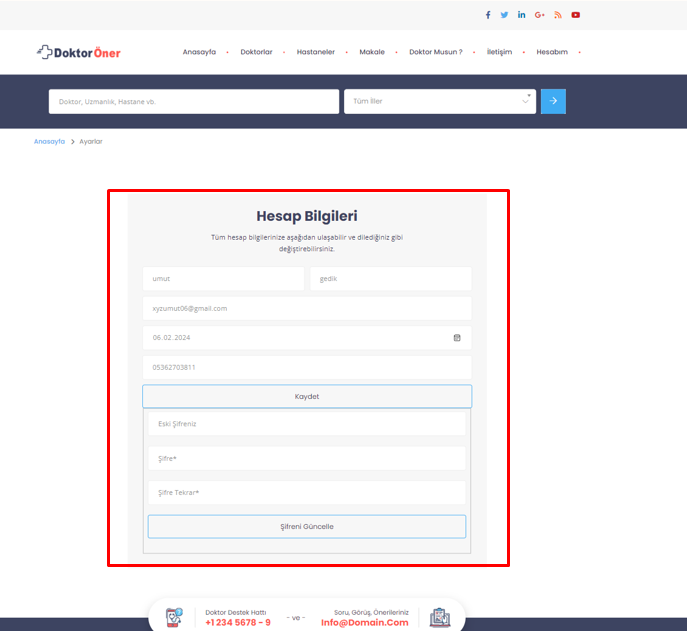 DoktorÖner
Anasayfa Doktorlar Hastaneler Makale Doktor Musun ? İletişim Hesabım
Doktor, Uzmanlık, Hastane vb. Tüm İller
Anasayfa > Ayarlar
Hesap Bilgileri
Tüm hesap bilgilerinize aşağıdan ulaşabilir ve dilediğiniz gibi
değiştirebilirsiniz.
umut gedik
xyzumut06@gmail.com
06.02.2024
05362703811
Kaydet
Eski Şifreniz
Şifre*
Şifre Tekrar*
Şifreni Güncelle
Doktor Destek Hattı
+1 234 5678 - 9
- ve -
Soru, Görüş, Önerileriniz
Info@Domain.Com